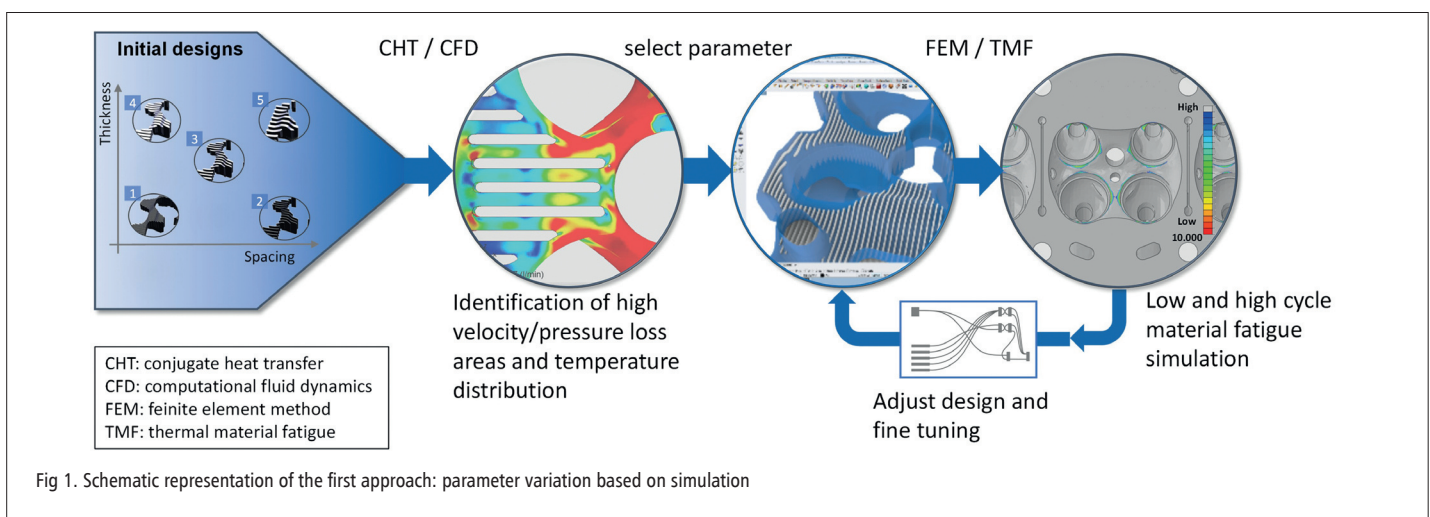 Initial designs
Thickness
4
5
3
1
2
Spacing
CHT / CFD
select parameter
FEM / TMF
High
Low
10.000
Identification of high
velocity/pressure loss
areas and temperature
distribution
Low and high cycle
material fatigue
simulation
Adjust design and
fine tuning
CHT: conjugate heat transfer
CFD: computational fluid dynamics
FEM: feinite element method
TMF: thermal material fatigue
Fig 1. Schematic representation of the first approach: parameter variation based on simulation